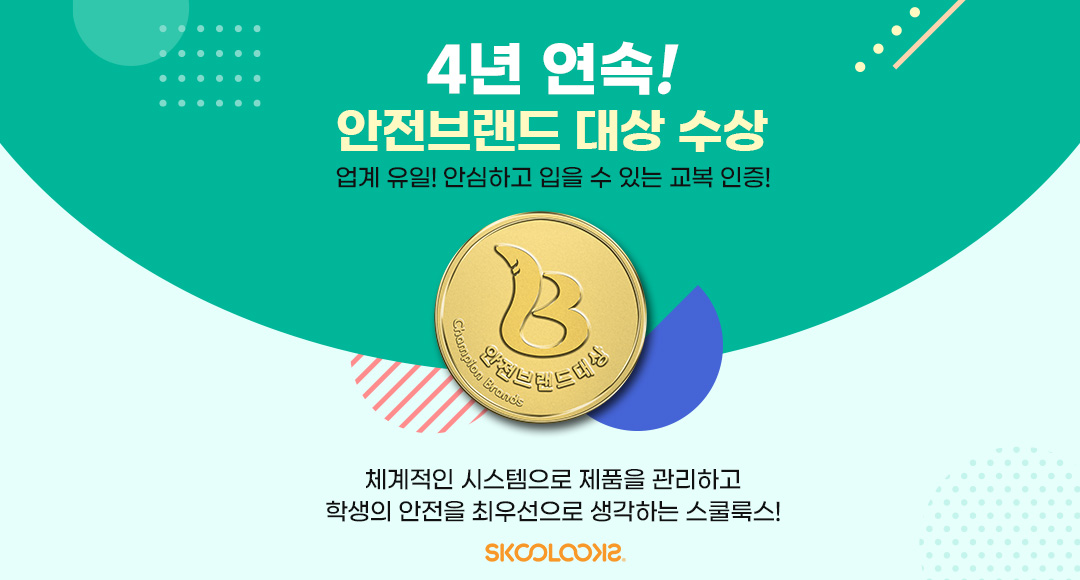 4년 연속!
안전브랜드 대상 수상
업계 유일! 안심하고 입을 수 있는 교복 인증!
안전브랜드대상
Champion Brands
체계적인 시스템으로 제품을 관리하고
학생의 안전을 최우선으로 생각하는 스쿨룩스!
SKOOLOOKS